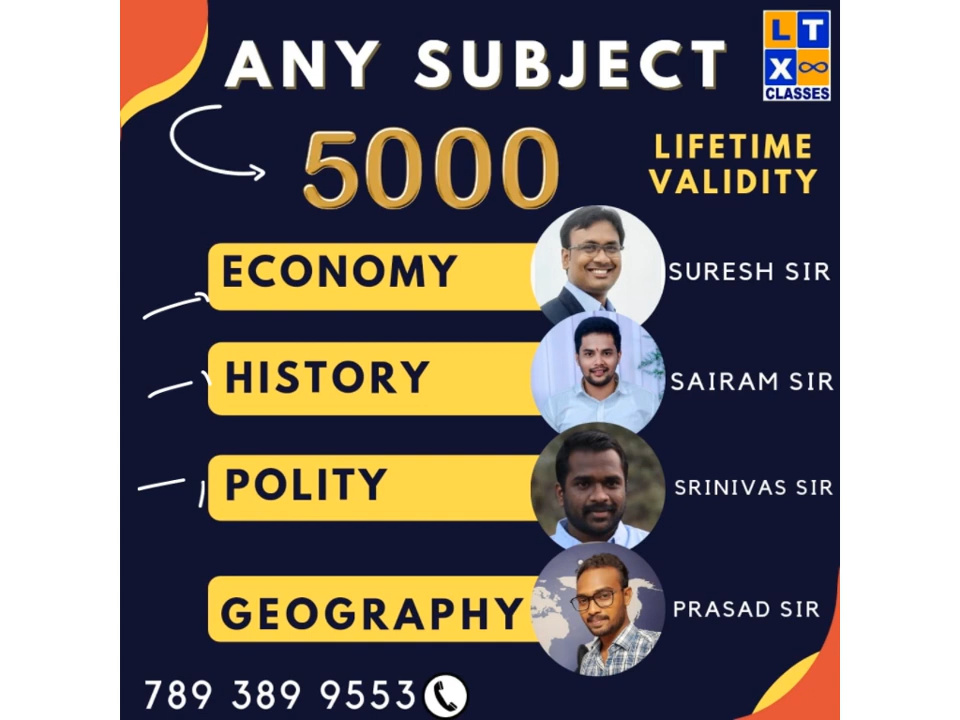 ANY SUBJECT
L T
X ∞
CLASSES
5000
LIFETIME
VALIDITY
ECONOMY
SURESH SIR
HISTORY
SAIRAM SIR
POLITY
SRINIVAS SIR
GEOGRAPHY
PRASAD SIR
789 389 9553